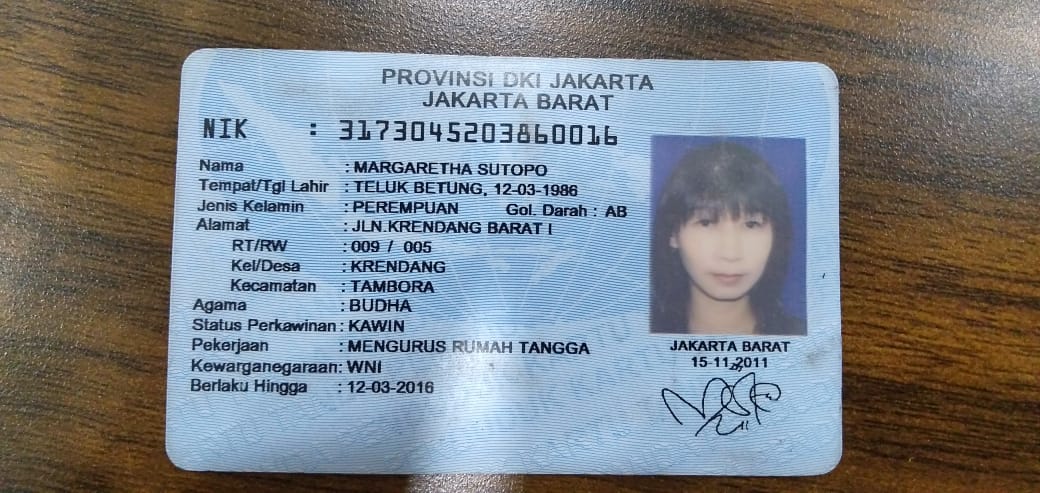 PROVINSI DKI JAKARTA
JAKARTA BARAT
NIK : 3173045203860016
Nama : MARGARETHA SUTOPO
Tempat/Tgl Lahir : TELUK BETUNG, 12-03-1986
Jenis Kelamin : PEREMPUAN Gol. Darah : AB
Alamat : JLN.KRENDANG BARAT I
RT/RW : 009 / 005
Kel/Desa : KRENDANG
Kecamatan : TAMBORA
Agama : BUDHA
Status Perkawinan : KAWIN
Pekerjaan : MENGURUS RUMAH TANGGA
Kewarganegaraan : WNI
Berlaku Hingga : 12-03-2016
JAKARTA BARAT
15-11-2011